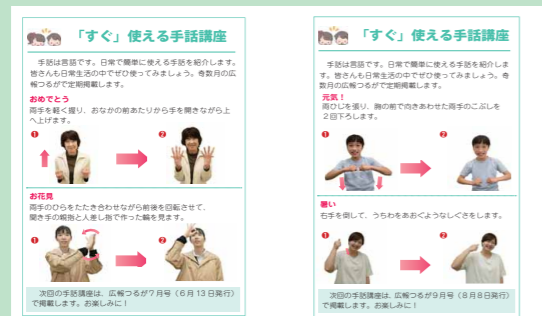 「すぐ」使える手話講座
手話は言語です。日常で簡単に使える手話を紹介します。
皆さんも日常生活の中でぜひ使ってみましょう。奇数月の広
報つるがで定期掲載します。
おめでとう
両手を軽く握り、おなかの前あたりから手を開きながら上
へ上げます。
❶
❷
お花見
両手のひらをたたき合わせながら前後を回転させて、
聞き手の親指と人差し指で作った輪を見ます。
❶
❷
次回の手話講座は、広報つるが7月号（6月13日発行）
で掲載します。お楽しみに！
「すぐ」使える手話講座
手話は言語です。日常で簡単に使える手話を紹介しま
す。皆さんも日常生活の中でぜひ使ってみましょう。奇
数月の広報つるがで定期掲載します。
元気！
両ひじを張り、胸の前で向きあわせた両手のこぶしを
２回下ろします。
❶
❷
暑い
右手を倒して、うちわをあおぐようなしぐさをします。
❶
❷
次回の手話講座は、広報つるが9月号（8月8日発行）
で掲載します。お楽しみに！